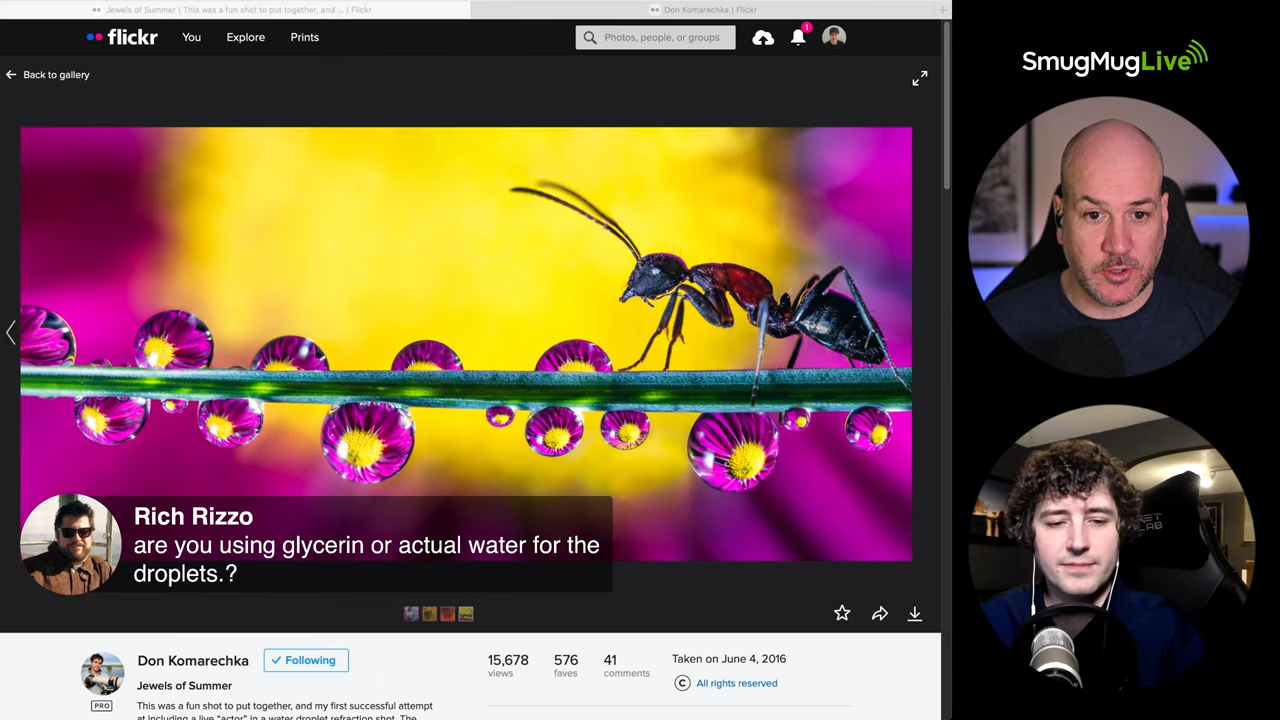 Jewels of Summer | This was a fun shot to put together, and ... | Flickr
Don Komarechka | Flickr
flickr
You
Explore
Prints
Photos, people, or groups
1
Back to gallery
SmugMugLive
Rich Rizzo
are you using glycerin or actual water for the
droplets.?
Don Komarechka
Following
Jewels of Summer
PRO
This was a fun shot to put together, and my first successful attempt
at including a live "actor" in a water droplet refraction shot. The
15,678
views
576
faves
41
comments
Taken on June 4, 2016
All rights reserved